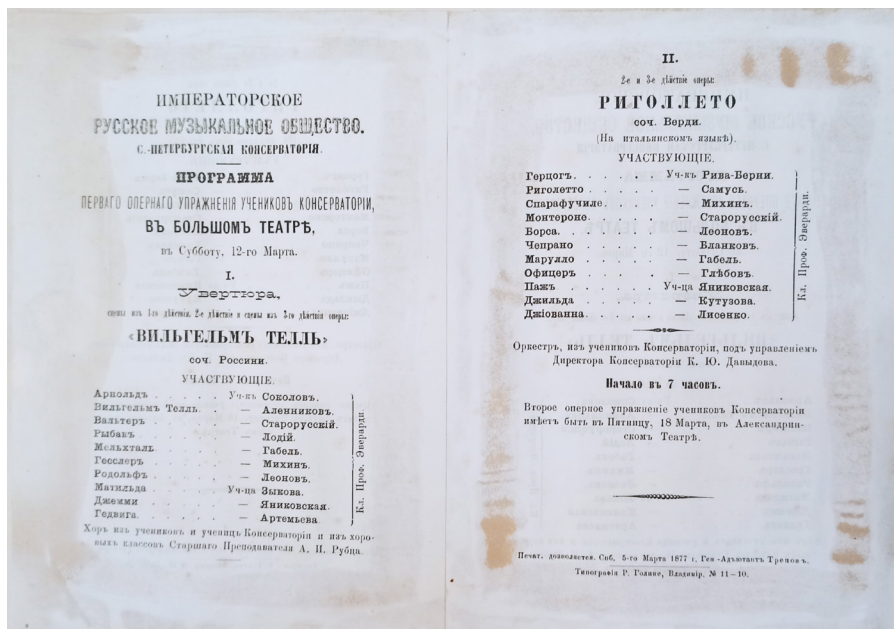 ИМПЕРАТОРСКОЕ
РУССКОЕ МУЗЫКАЛЬНОЕ ОБЩЕСТВО.
С.-ПЕТЕРБУРГСКАЯ КОНСЕРВАТОРІЯ.
ПРОГРАММА
ПЕРВАГО ОПЕРНАГО УПРАЖНЕНІЯ УЧЕНИКОВЪ КОНСЕРВАТОРІИ,
ВЪ БОЛЬШОМЪ ТЕАТРѢ,
въ Субботу, 12-го Марта.
I.
Увертюра,
сцены изъ 1-го дѣйствія, 2-е дѣйствіе и сцены изъ 3-го дѣйствія оперы:
«ВИЛЬГЕЛЬМЪ ТЕЛЛЬ»
соч. Россини.
УЧАСТВУЮЩІЕ.
Арнольдъ . . . . . Уч-къ Соколовъ.
Вильгельмъ Телль. . . — Аленниковъ.
Вальтеръ . . . . . — Старорусскій.
Рыбакъ . . . . . — Лодій.
Мельхталь . . . . . — Габель.
Гесслеръ . . . . . — Михинъ.
Родольфъ . . . . . — Леоновъ.
Матильда . . . . . Уч-ца Зыкова.
Джемми . . . . . — Яниковская.
Гедвига. . . . . . — Артемьева
Кл. Проф. Эверарди.
Хоръ изъ учениковъ и ученицъ Консерваторіи и изъ хоро-
выхъ классовъ Старшаго Преподавателя А. И. Рубца.
II.
2-е и 3-е дѣйствіе оперы:
РИГОЛЛЕТО
соч. Верди.
(На итальянскомъ языкѣ).
УЧАСТВУЮЩІЕ.
Герцогъ. . . . . . Уч-къ Рива-Берни.
Риголетто . . . . . — Самусь.
Спарафучиле. . . . . — Михинъ.
Монтероне. . . . . . — Старорусскій.
Борса. . . . . . . — Леоновъ.
Чепрано . . . . . — Бланковъ.
Марулло . . . . . — Габель.
Офицеръ . . . . . — Глѣбовъ.
Пажъ . . . . . . Уч-ца Яниковская.
Джильда . . . . . — Кутузова.
Джіованна. . . . . — Лисенко.
Кл. Проф. Эверарди.
Оркестръ, изъ учениковъ Консерваторіи, подъ управленіемъ
Директора Консерваторіи К. Ю. Давыдова.
Начало въ 7 часовъ.
Второе оперное упражненіе учениковъ Консерваторіи
имѣетъ быть въ Пятницу, 18 Марта, въ Александрин-
скомъ Театрѣ.
Печат. дозволяется. Спб. 5-го Марта 1877 г. Ген.-Адъютантъ Треповъ.
Типографія Р. Голике, Владимір. № 11—10.